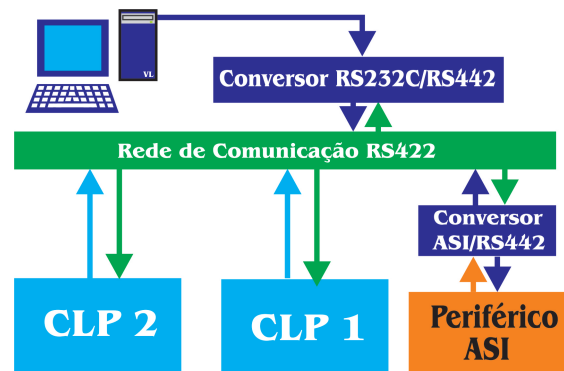 VL
Conversor RS232C/RS442
Rede de Comunicação RS422
Conversor
ASI/RS442
CLP 2
CLP 1
Periférico
ASI